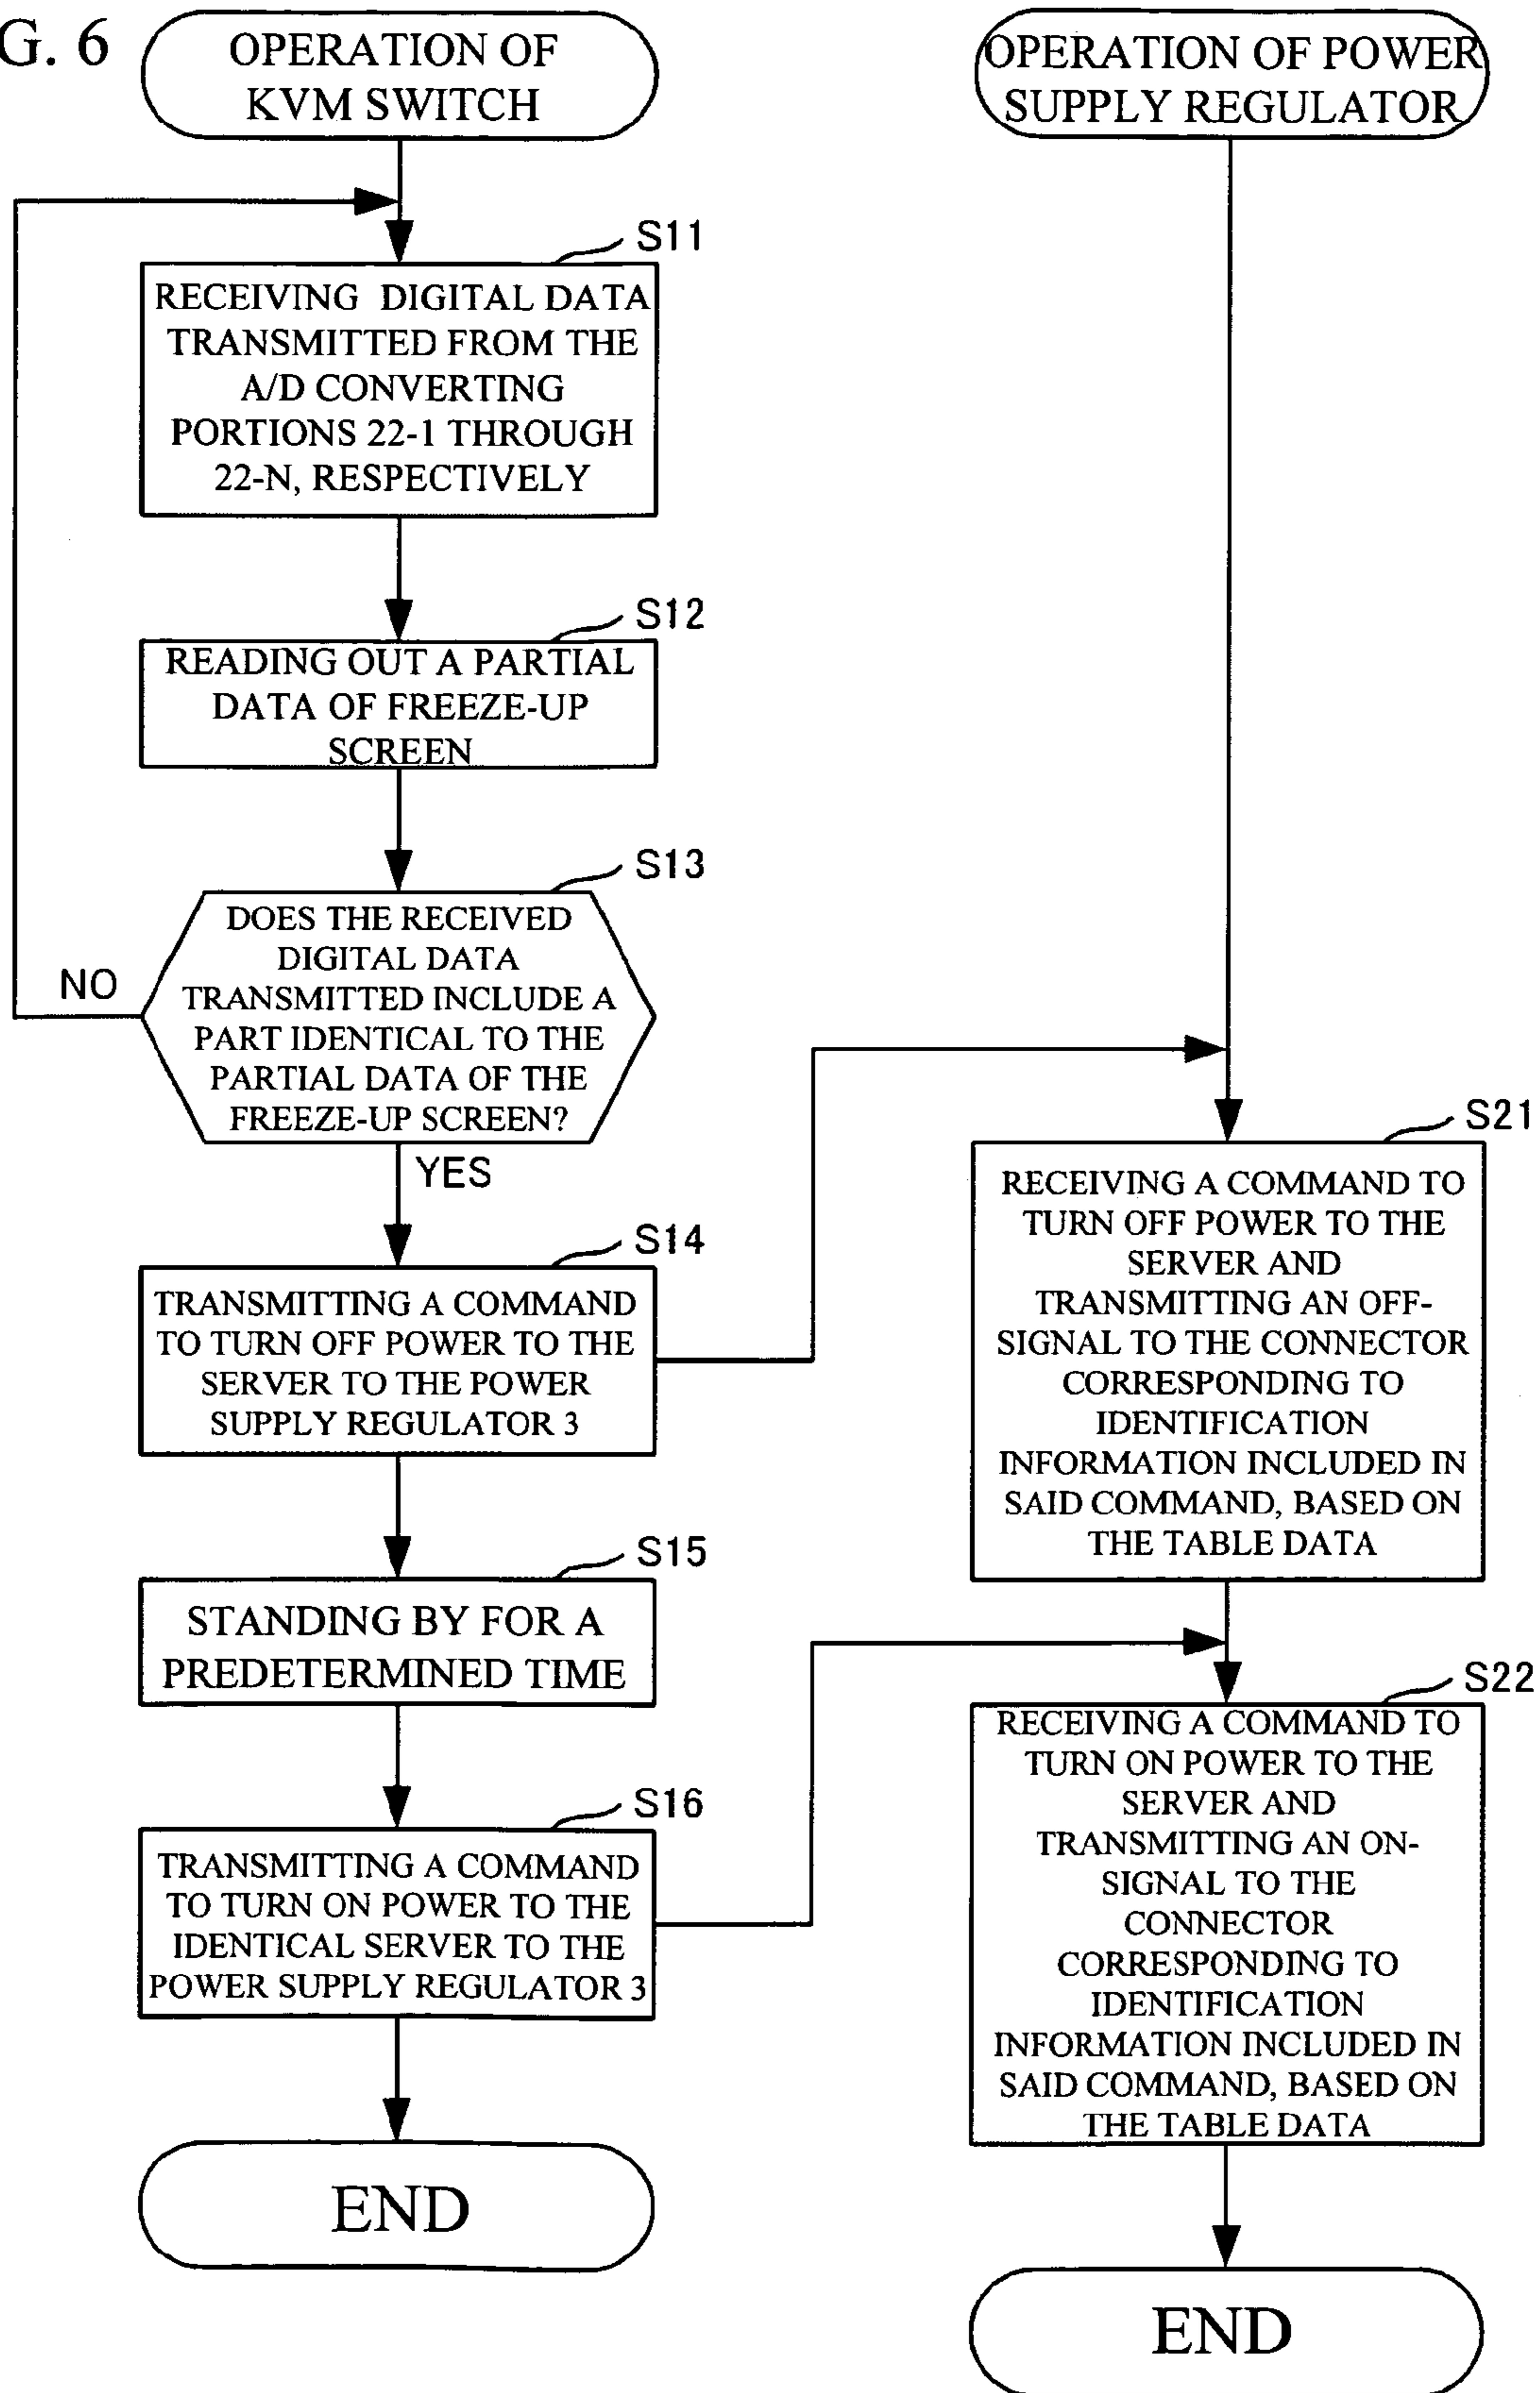 G. 6
OPERATION OF
KVM SWITCH
S11
RECEIVING DIGITAL DATA
TRANSMITTED FROM THE
A/D CONVERTING
PORTIONS 22-1 THROUGH
22-N, RESPECTIVELY
S12
READING OUT A PARTIAL
DATA OF FREEZE-UP
SCREEN
S13
DOES THE RECEIVED
DIGITAL DATA
TRANSMITTED INCLUDE A
PART IDENTICAL TO THE
PARTIAL DATA OF THE
FREEZE-UP SCREEN?
NO
YES
S14
TRANSMITTING A COMMAND
TO TURN OFF POWER TO THE
SERVER TO THE POWER
SUPPLY REGULATOR 3
S15
STANDING BY FOR A
PREDETERMINED TIME
S16
TRANSMITTING A COMMAND
TO TURN ON POWER TO THE
IDENTICAL SERVER TO THE
POWER SUPPLY REGULATOR 3
END
OPERATION OF POWER
SUPPLY REGULATOR
S21
RECEIVING A COMMAND TO
TURN OFF POWER TO THE
SERVER AND
TRANSMITTING AN OFF-
SIGNAL TO THE CONNECTOR
CORRESPONDING TO
IDENTIFICATION
INFORMATION INCLUDED IN
SAID COMMAND, BASED ON
THE TABLE DATA
S22
RECEIVING A COMMAND TO
TURN ON POWER TO THE
SERVER AND
TRANSMITTING AN ON-
SIGNAL TO THE
CONNECTOR
CORRESPONDING TO
IDENTIFICATION
INFORMATION INCLUDED IN
SAID COMMAND, BASED ON
THE TABLE DATA
END